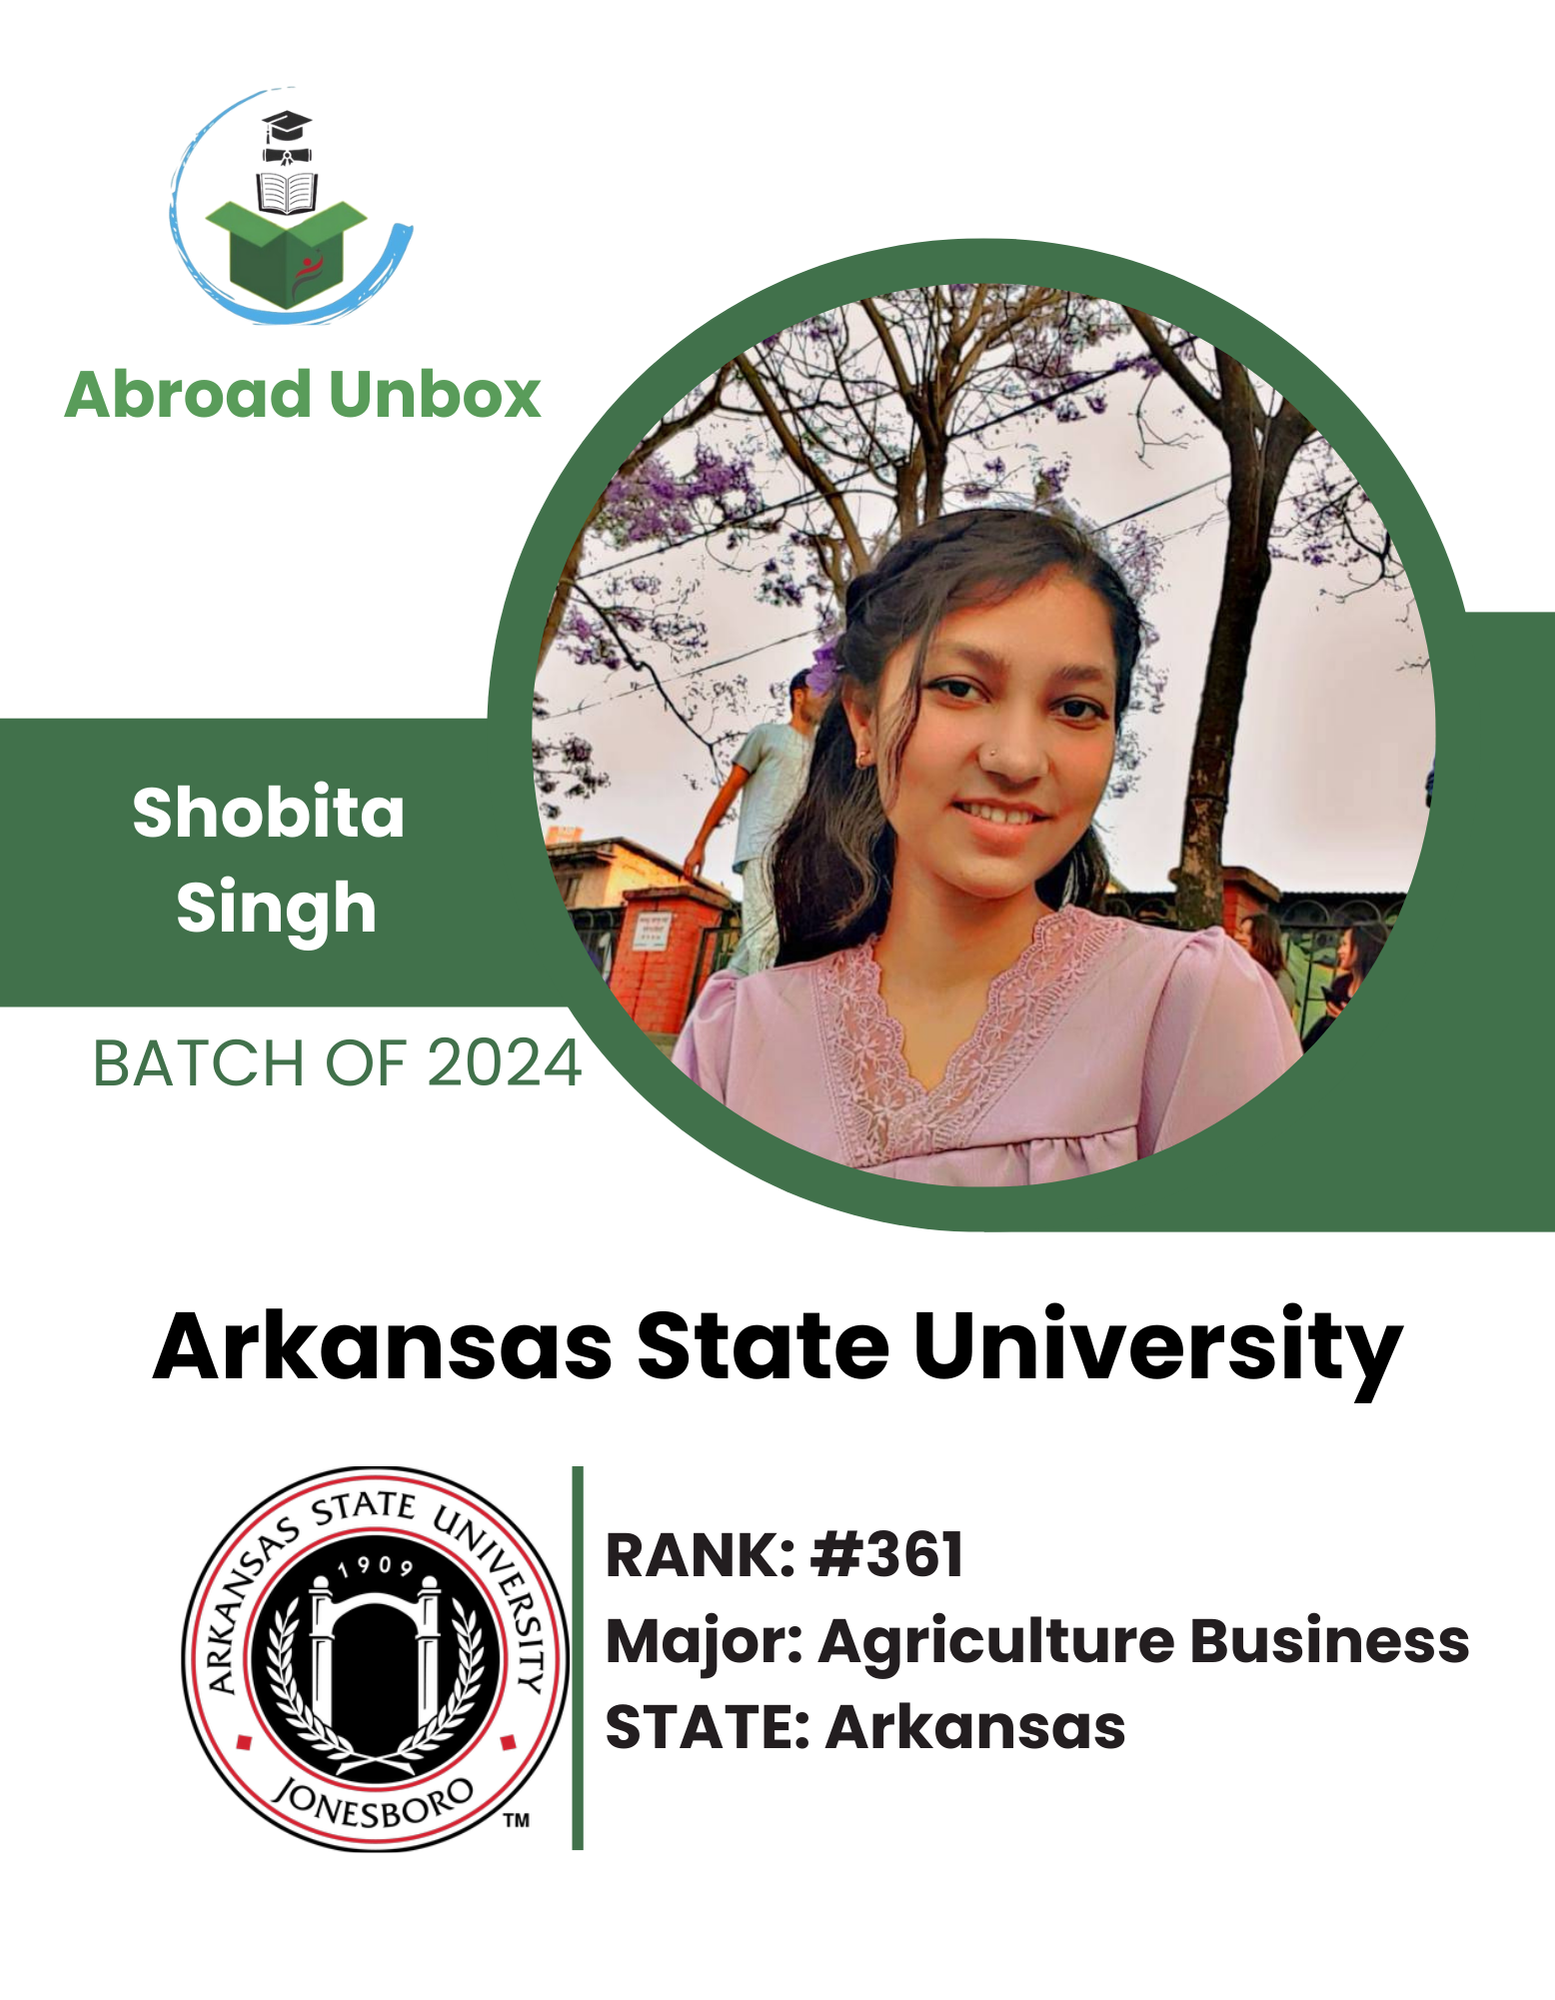 Abroad Unbox
Shobita
Singh
BATCH OF 2024
Arkansas State University
ARKANSAS STATE UNIVERSITY
1909
JONESBORO
TM
RANK: #361
Major: Agriculture Business
STATE: Arkansas